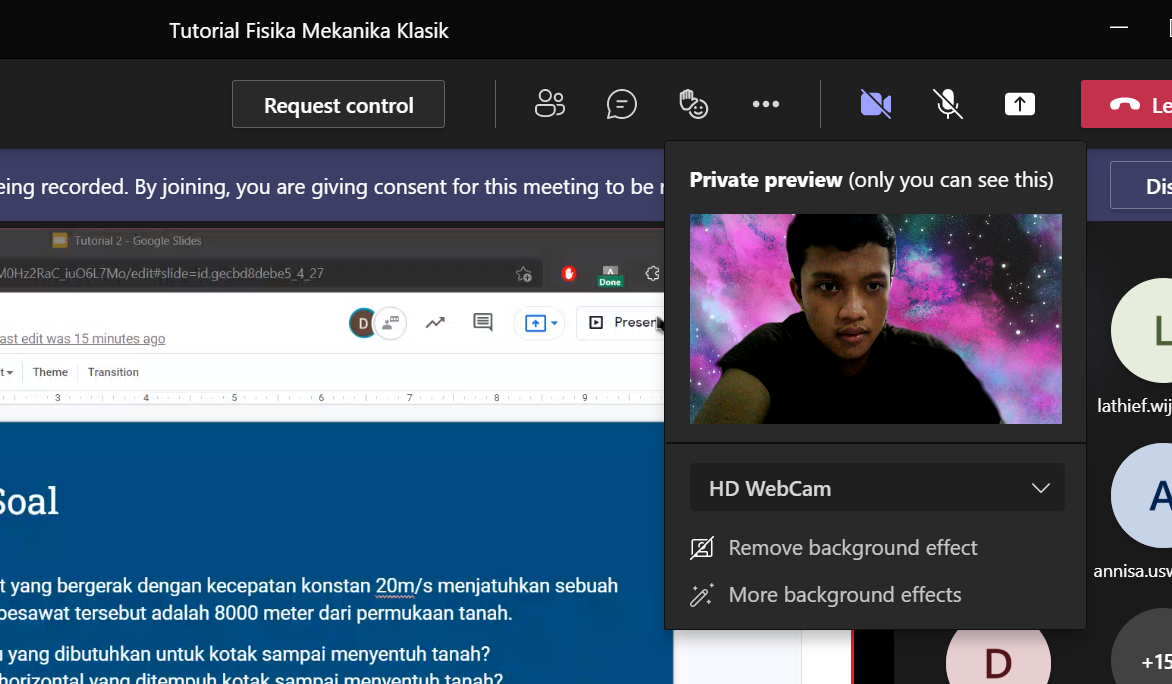 Tutorial Fisika Mekanika Klasik
Request control
Le
eing recorded. By joining, you are giving consent for this meeting to be r
Dis
Private preview (only you can see this)
Tutorial 2 - Google Slides
M0Hz2RaC_iuO6L7Mo/edit#slide=id.gecbd8debe5_4_27
Done
D
Presen
ast edit was 15 minutes ago
t
Theme
Transition
3 4 5 6 7 8 9
L
lathief.wij
HD WebCam
Soal
A
Remove background effect
annisa.usw
t yang bergerak dengan kecepatan konstan 20m/s menjatuhkan sebuah
More background effects
pesawat tersebut adalah 8000 meter dari permukaan tanah.
u yang dibutuhkan untuk kotak sampai menyentuh tanah?
D
+15
horizontal yang ditempuh kotak sampai menyentuh tanah?